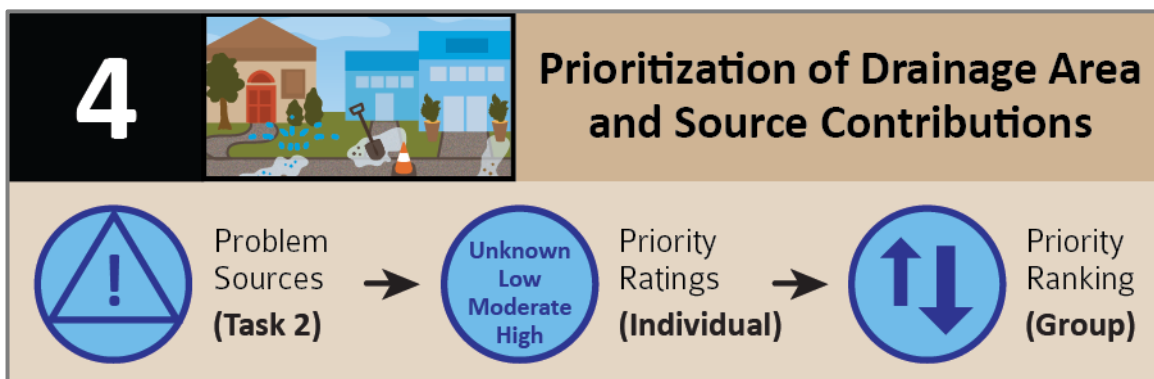 4
Prioritization of Drainage Area
and Source Contributions
!
Problem
Sources
(Task 2)
Unknown
Low
Moderate
High
Priority
Ratings
(Individual)
Priority
Ranking
(Group)